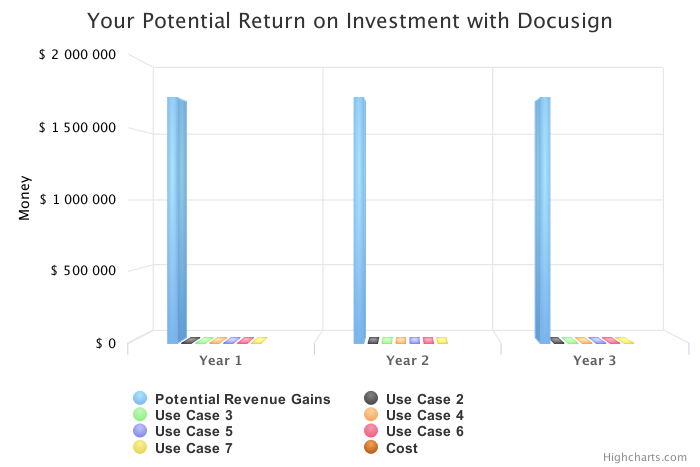 Your Potential Return on Investment with Docusign
$ 2 000 000
$ 1 500 000
$ 1 000 000
$ 500 000
$ 0
Money
Year 1
Year 2
Year 3
Potential Revenue Gains
Use Case 2
Use Case 3
Use Case 4
Use Case 5
Use Case 6
Use Case 7
Cost
Highcharts.com